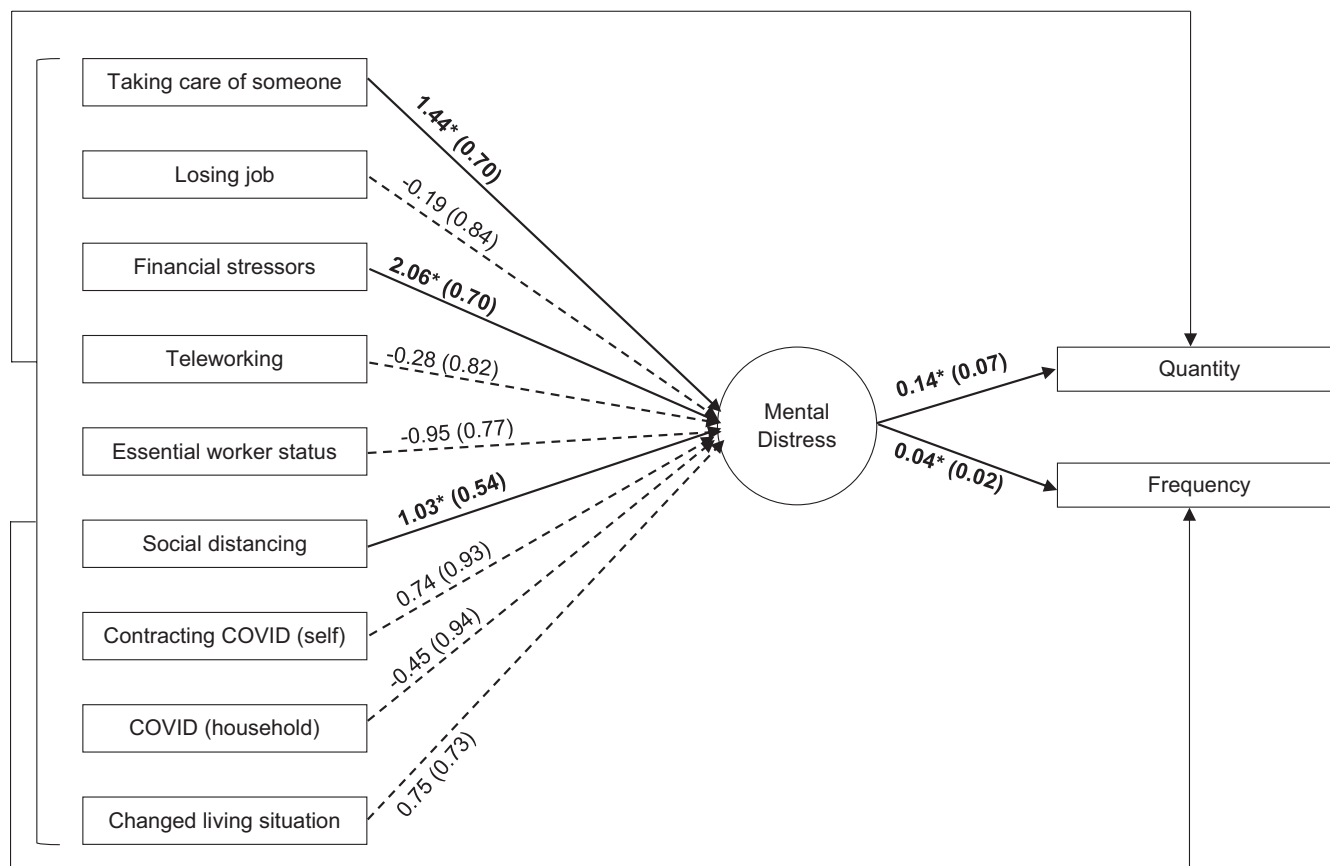 Taking care of someone
1.44* (0.70)
Losing job
-0.19 (0.84)
Financial stressors
2.06* (0.70)
Teleworking
-0.28 (0.82)
Essential worker status
-0.95 (0.77)
Social distancing
1.03* (0.54)
Contracting COVID (self)
0.74 (0.93)
COVID (household)
-0.45 (0.94)
Changed living situation
0.75 (0.73)
Mental
Distress
0.14* (0.07)
Quantity
0.04* (0.02)
Frequency